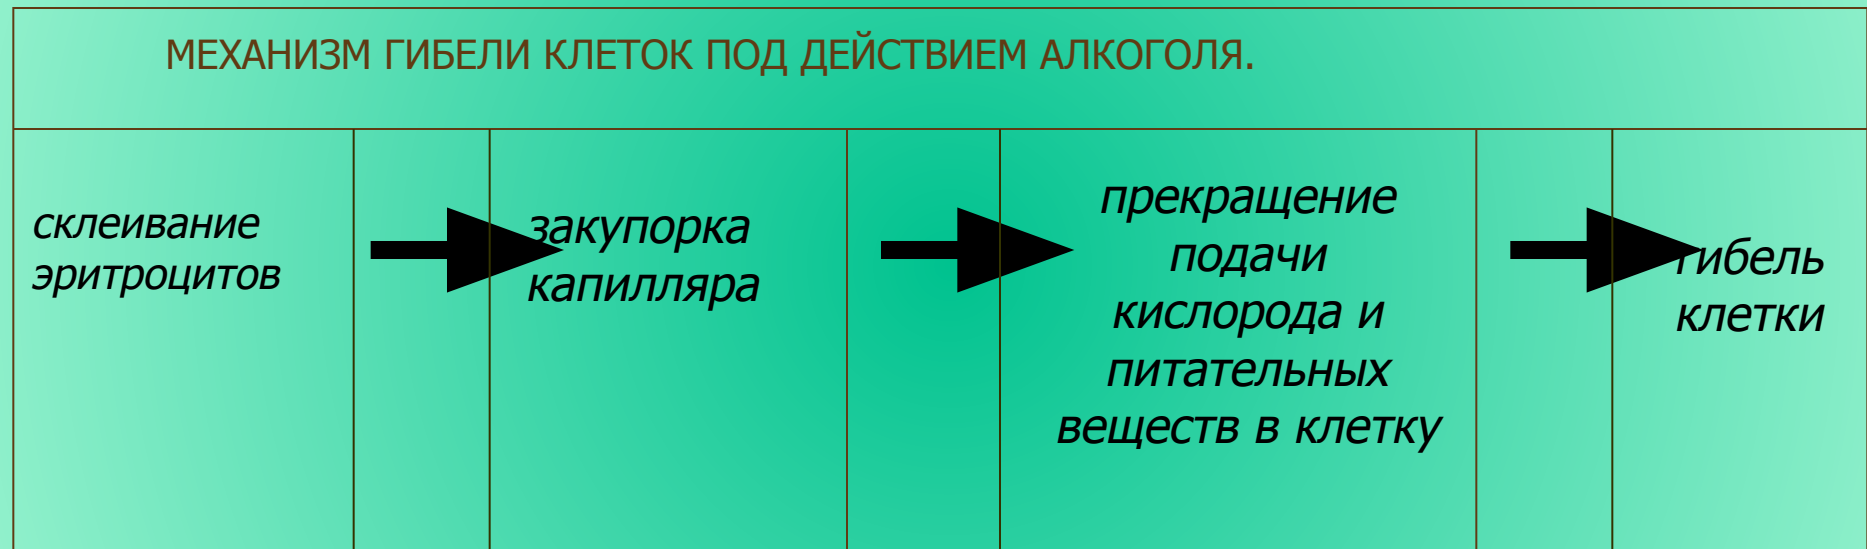 МЕХАНИЗМ ГИБЕЛИ КЛЕТОК ПОД ДЕЙСТВИЕМ АЛКОГОЛЯ.
склеивание
эритроцитов
закупорка
капилляра
прекращение
подачи
кислорода и
питательных
веществ в клетку
гибель
клетки